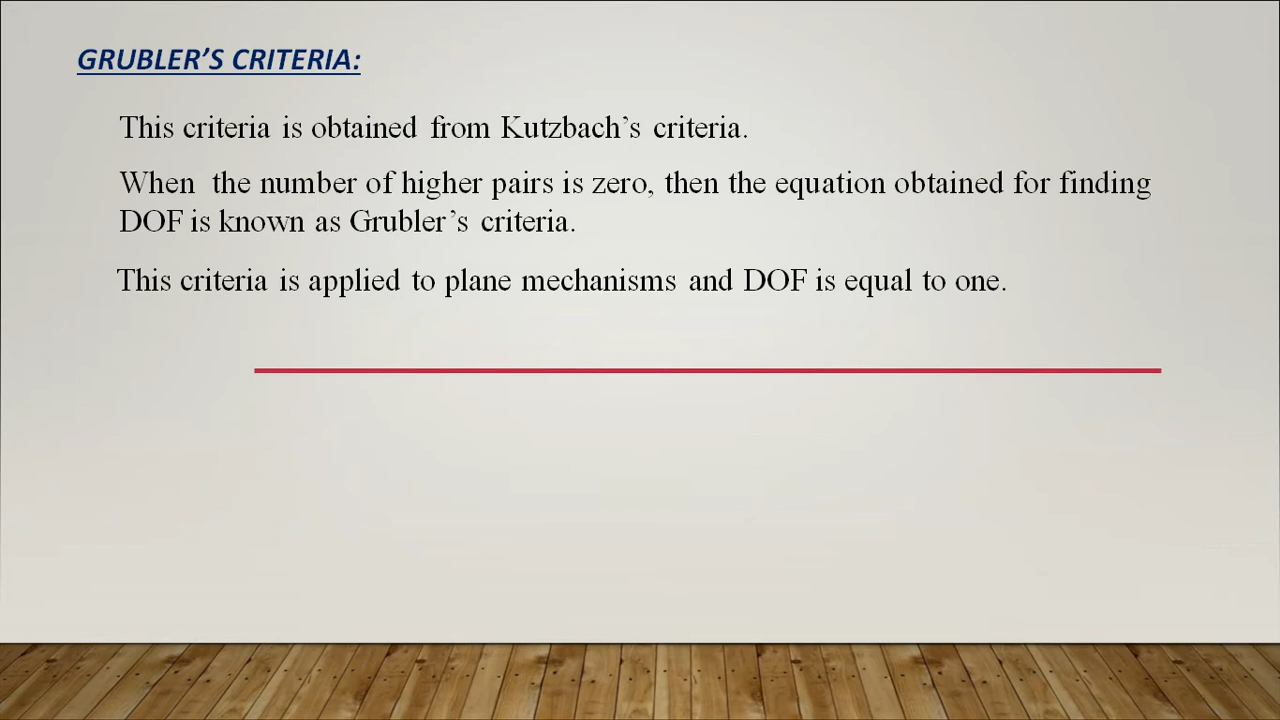 GRUBLER’S CRITERIA:
This criteria is obtained from Kutzbach’s criteria.
When the number of higher pairs is zero, then the equation obtained for finding
DOF is known as Grubler’s criteria.
This criteria is applied to plane mechanisms and DOF is equal to one.